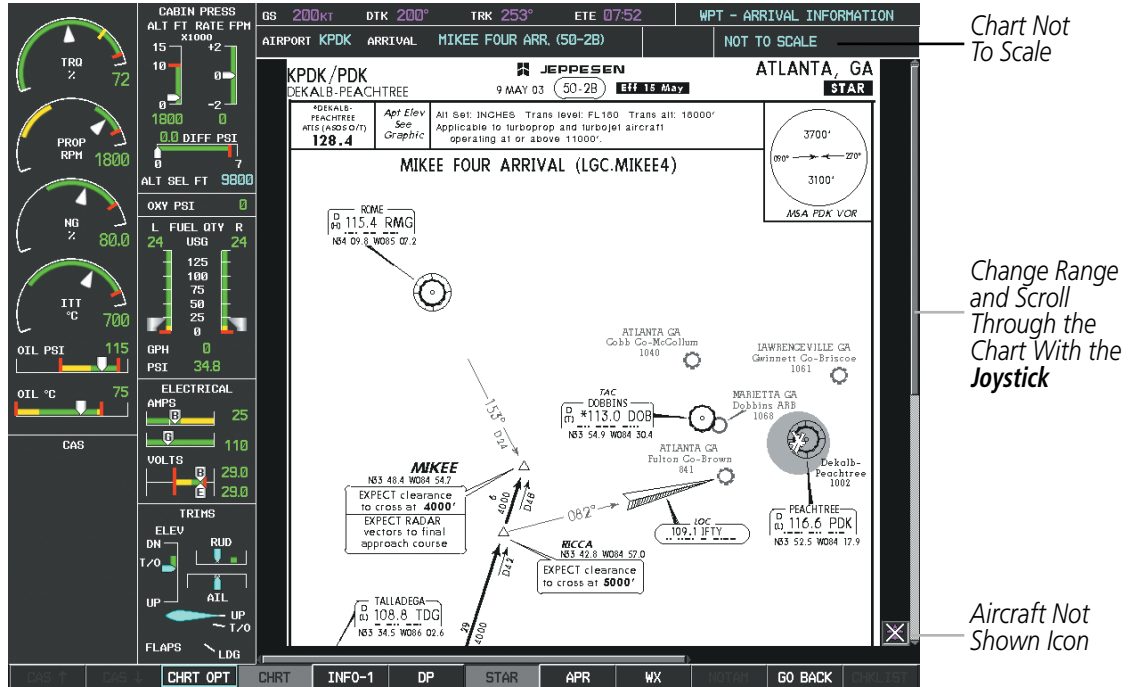 CABIN PRESS
ALT FT RATE FPM
X1000
15 +2
10
0
0 -2
1800 0
0.0 DIFF PSI
0 7
ALT SEL FT 9800
OXY PSI 0
L FUEL QTY R
24 USG 24
125
100
75
50
25
0
GPH 0
PSI 34.8
ELECTRICAL
AMPS
B 25
G 110
VOLTS
B 29.0
E 29.0
TRIMS
ELEV
DN
T/O
UP
RUD
AIL
UP
T/O
FLAPS LDG
TRQ
%
72
PROP
RPM
1800
NG
%
80.0
ITT
°C
700
OIL PSI 115
OIL °C 75
CAS
GS 200KT DTK 200° TRK 253° ETE 07:52 WPT – ARRIVAL INFORMATION
AIRPORT KPDK ARRIVAL MIKEE FOUR ARR. (50-2B) NOT TO SCALE
KPDK/PDK
DEKALB-PEACHTREE
JEPPESEN
9 MAY 03 50-2B Eff 15 May
ATLANTA, GA
STAR
*DEKALB-
PEACHTREE
ATIS (ASOS O/T)
128.4
Apt Elev
See
Graphic
Alt Set: INCHES Trans level: FL180 Trans alt: 18000'
Applicable to turboprop and turbojet aircraft
operating at or above 11000'.
3700'
090° 270°
3100'
MSA PDK VOR
MIKEE FOUR ARRIVAL (LGC.MIKEE4)
ROME
D
(H) 115.4 RMG
N34 09.8 W085 07.2
ATLANTA GA
Cobb Co-McCollum
1040
LAWRENCEVILLE GA
Gwinnett Co-Briscoe
1061
TAC
DOBBINS
D *113.0 DOB
N33 54.9 W084 30.4
MARIETTA GA
Dobbins ARB
1068
ATLANTA GA
Fulton Co-Brown
841
Dekalb-
Peachtree
1002
PEACHTREE
D
(L) 116.6 PDK
N33 52.5 W084 17.9
153°
D24
MIKEE
N33 48.4 W084 54.7
EXPECT clearance
to cross at 4000'
EXPECT RADAR
vectors to final
approach course
6
4000
D48
082°
LOC
109.1 IFTY
RICCA
N33 42.8 W084 57.0
EXPECT clearance
to cross at 5000'
D42
29
4000
TALLADEGA
D
(L) 108.8 TDG
N33 34.5 W086 02.6
CAS ↑ CAS ↓ CHRT OPT CHRT INFO-1 DP STAR APR WX NOTAM GO BACK CHKLIST
Chart Not
To Scale
Change Range
and Scroll
Through the
Chart With the
Joystick
Aircraft Not
Shown Icon